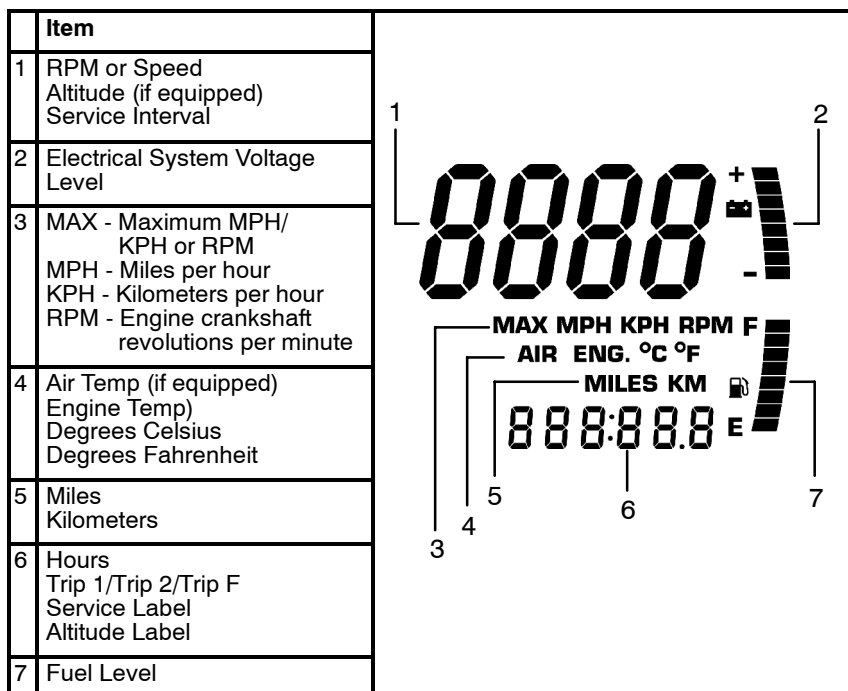 Item
1 RPM or Speed
Altitude (if equipped)
Service Interval
2 Electrical System Voltage
Level
3 MAX - Maximum MPH/
KPH or RPM
MPH - Miles per hour
KPH - Kilometers per hour
RPM - Engine crankshaft
revolutions per minute
4 Air Temp (if equipped)
Engine Temp)
Degrees Celsius
Degrees Fahrenheit
5 Miles
Kilometers
6 Hours
Trip 1/Trip 2/Trip F
Service Label
Altitude Label
7 Fuel Level
1
2
8888
+
-
MAX MPH KPH RPM F
AIR ENG. °C °F
MILES KM
888:88.8 E
5
6
7
4
3